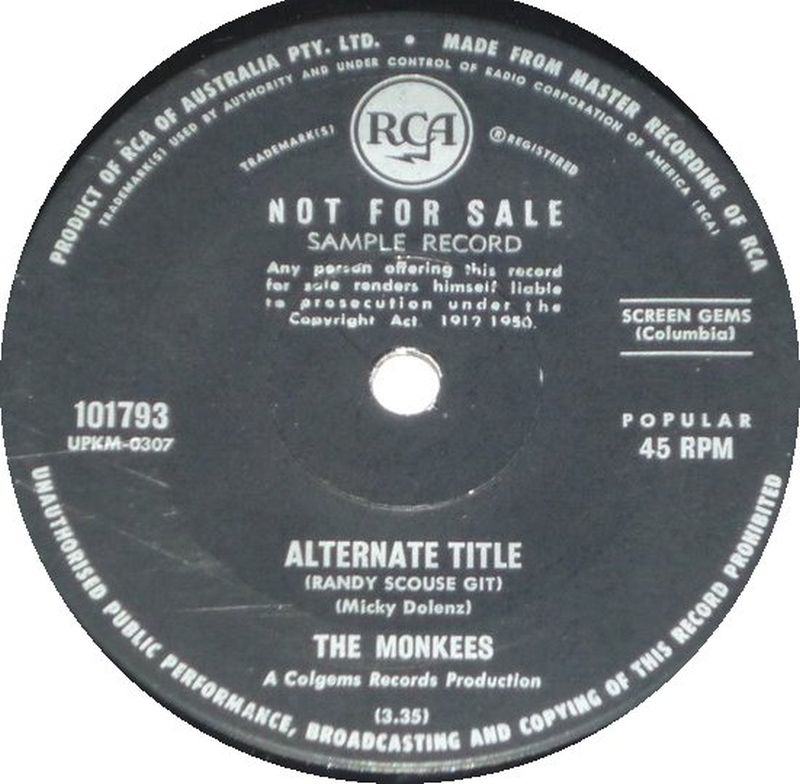 PRODUCT OF RCA OF AUSTRALIA PTY. LTD. • MADE FROM MASTER RECORDING OF RCA
TRADEMARK(S) USED BY AUTHORITY AND UNDER CONTROL OF RADIO CORPORATION OF AMERICA (RCA)
TRADEMARK(S)
RCA
® REGISTERED
NOT FOR SALE
SAMPLE RECORD
Any person offering this record
for sale renders himself liable
to prosecution under the
Copyright Act. 1912 1950.
SCREEN GEMS
(Columbia)
101793
UPKM-0307
POPULAR
45 RPM
ALTERNATE TITLE
(RANDY SCOUSE GIT)
(Micky Dolenz)
THE MONKEES
A Colgems Records Production
(3.35)
UNAUTHORISED PUBLIC PERFORMANCE, BROADCASTING AND COPYING OF THIS RECORD PROHIBITED